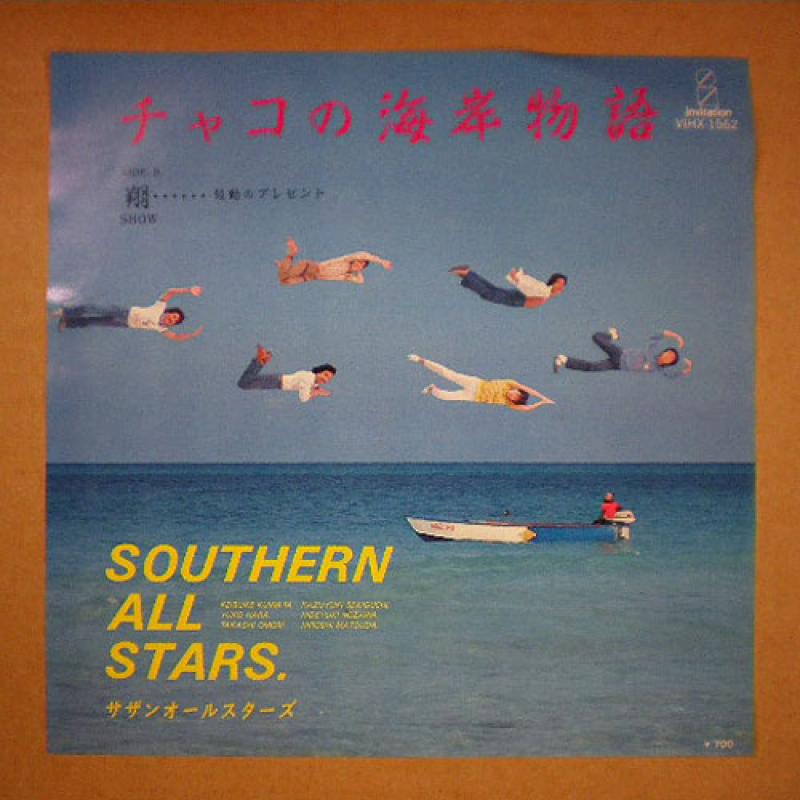 チャコの海岸物語
Invitation
VIHX-1562
SIDE B
翔……鼓動のプレゼント
SHOW
SOUTHERN
ALL
STARS.
KEISUKE KUWATA KAZUYUKI SEKIGUCHI
YUKO HARA HIDEYUKI NOZAWA
TAKASHI OMORI HIROSHI MATSUDA
サザンオールスターズ
¥700